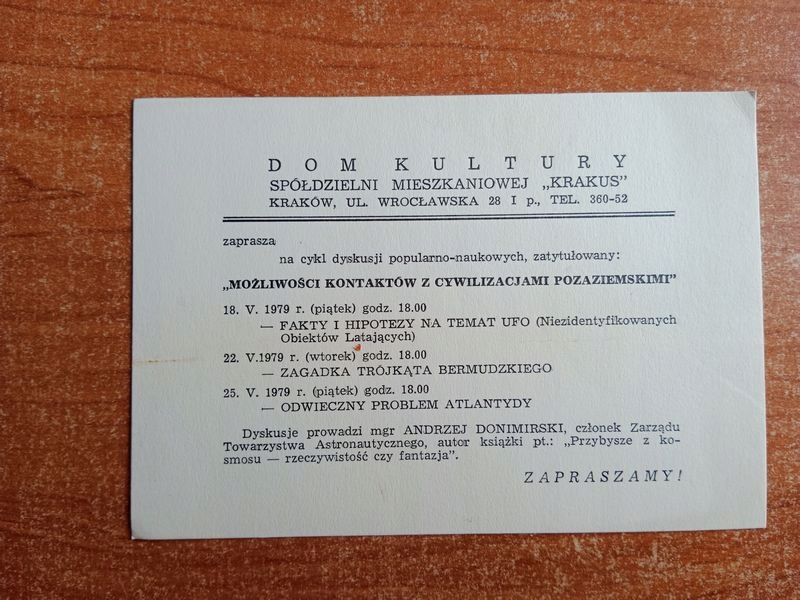 DOM KULTURY
SPÓŁDZIELNI MIESZKANIOWEJ „KRAKUS”
KRAKÓW, UL. WROCŁAWSKA 28 I p., TEL. 360-52
zaprasza
na cykl dyskusji popularno-naukowych, zatytułowany:
„MOŻLIWOŚCI KONTAKTÓW Z CYWILIZACJAMI POZAZIEMSKIMI”
18. V. 1979 r. (piątek) godz. 18.00
— FAKTY I HIPOTEZY NA TEMAT UFO (Niezidentyfikowanych
Obiektów Latających)
22. V.1979 r. (wtorek) godz. 18.00
— ZAGADKA TRÓJKĄTA BERMUDZKIEGO
25. V. 1979 r. (piątek) godz. 18.00
— ODWIECZNY PROBLEM ATLANTYDY
Dyskusje prowadzi mgr ANDRZEJ DONIMIRSKI, członek Zarządu
Towarzystwa Astronautycznego, autor książki pt.: „Przybysze z ko-
smosu — rzeczywistość czy fantazja”.
ZAPRASZAMY!